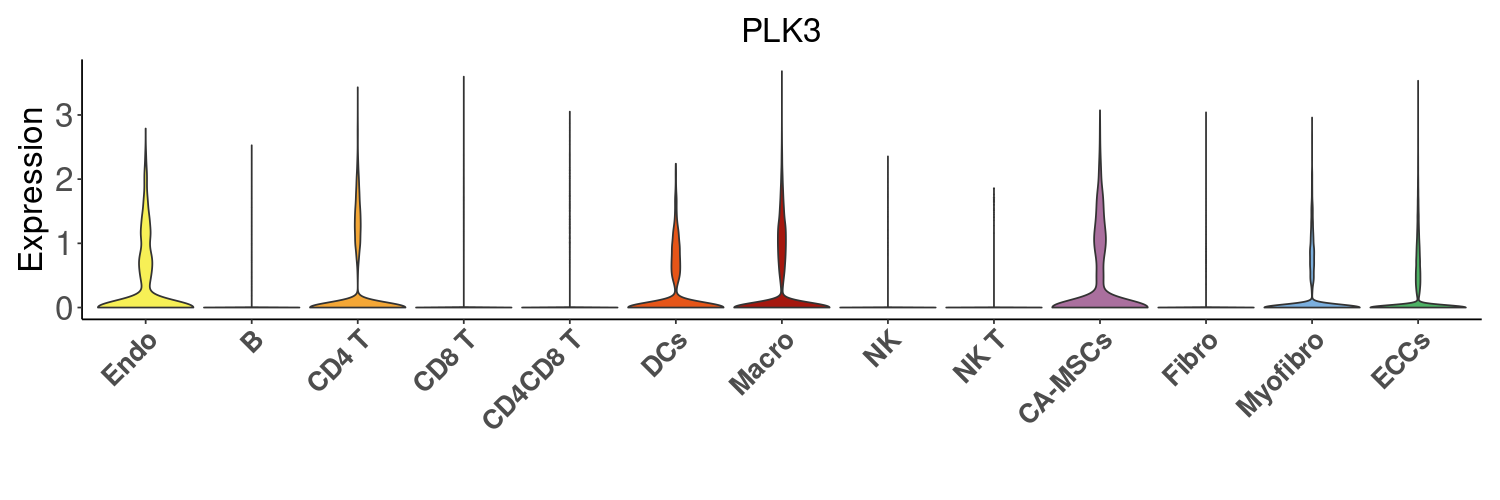 PLK3
Expression
3
2
1
0
Endo
B
CD4 T
CD8 T
CD4CD8 T
DCs
Macro
NK
NK T
CA-MSCs
Fibro
Myofibro
ECCs